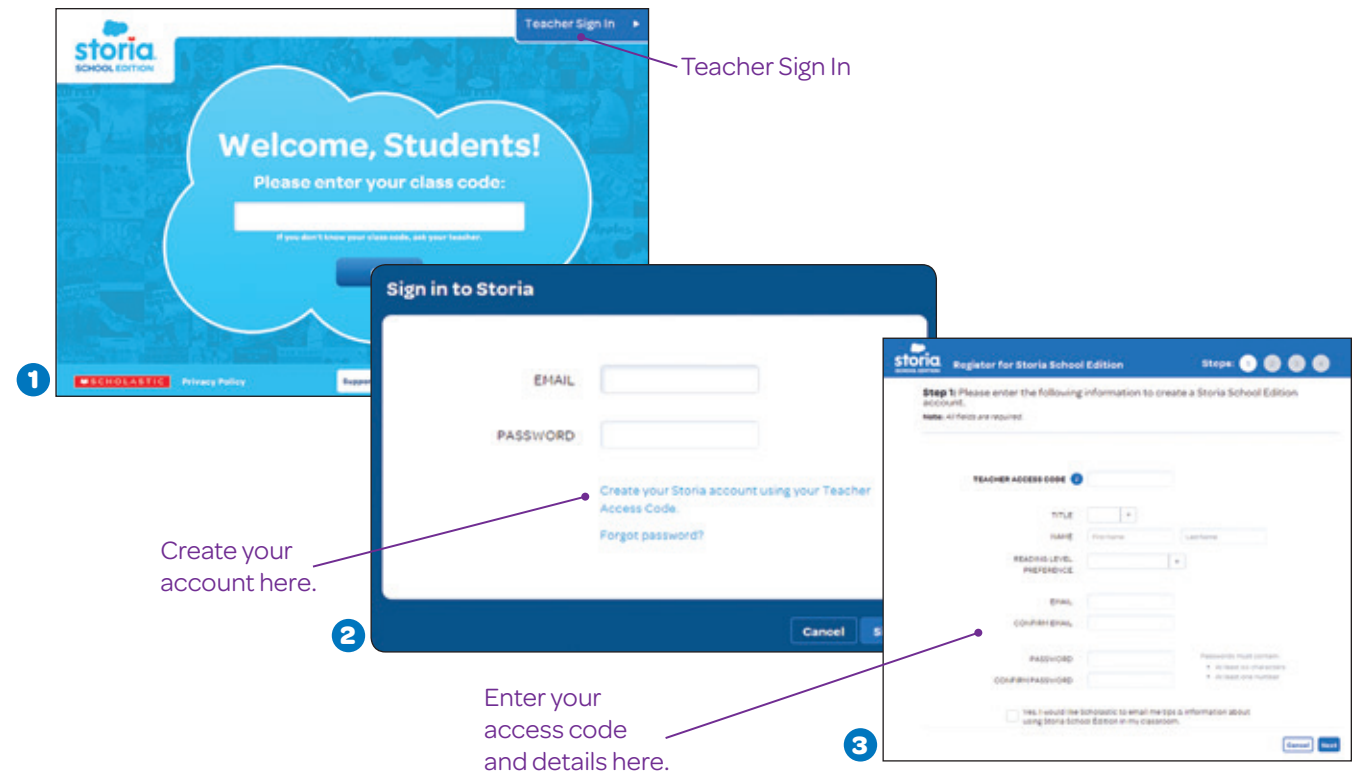 Teacher Sign In
storia
SCHOOL EDITION
Teacher Sign In
Welcome, Students!
Please enter your class code:
If you don't know your class code, ask your teacher.
1
SCHOLASTIC Privacy Policy Suppor
Sign in to Storia
EMAIL
PASSWORD
Create your Storia account using your Teacher
Access Code.
Forgot password?
Create your
account here.
2
Cancel S
storia
SCHOOL EDITION
Register for Storia School Edition Steps: 1 2 3 4
Step 1: Please enter the following information to create a Storia School Edition
account.
Note: All fields are required.
TEACHER ACCESS CODE
TITLE
NAME First name Last name
READING LEVEL
PREFERENCE
EMAIL
CONFIRM EMAIL
PASSWORD
CONFIRM PASSWORD
Passwords must contain:
• At least six characters
• At least one number
Yes, I would like Scholastic to email me tips & information about
using Storia School Edition in my classroom.
Cancel Next
Enter your
access code
and details here.
3